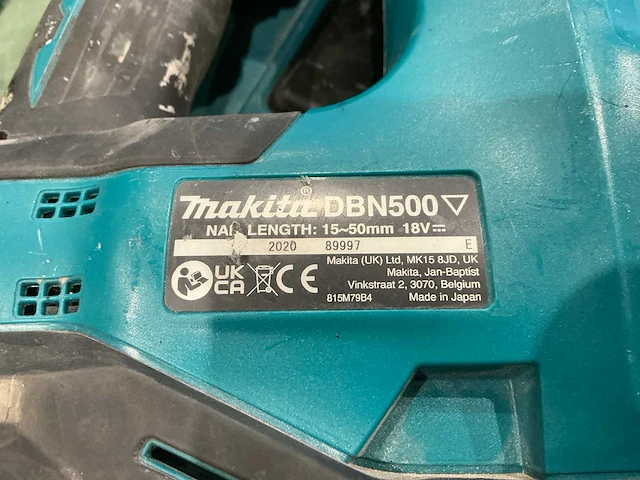 Makita® DBN500
NAIL LENGTH: 15~50mm 18V
2020 89997 E
Makita (UK) Ltd, MK15 8JD, UK
Makita, Jan-Baptist
Vinkstraat 2, 3070, Belgium
UK
CA CE
815M79B4 Made in Japan